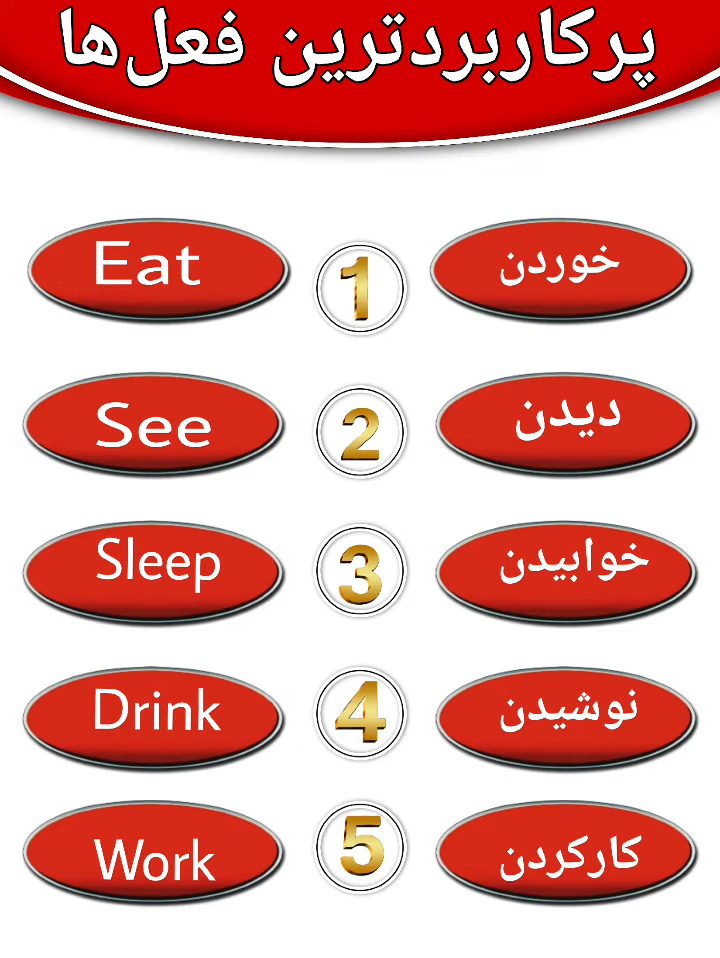 پرکاربردترین فعل‌ها
Eat 1 خوردن
See 2 دیدن
Sleep 3 خوابیدن
Drink 4 نوشیدن
Work 5 کارکردن